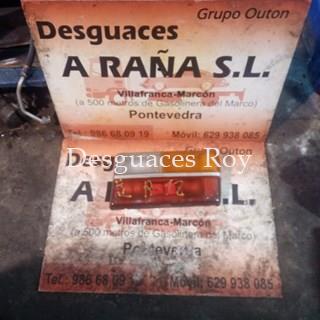 Grupo Outon
Desguaces
A RAÑA S.L.
Villafranca-Marcón
(a 500 metros de Gasolinera del Marco)
Pontevedra
Tel.: 986 68 09 19 Móvil: 629 938 085
Grupo Outon
Desguaces Roy
A S.L.
Villafranca-Marcón
(a 500 metros de Gasolinera del Marco)
Pontevedra
Tel.: 986 68 09 Móvil: 629 938 085